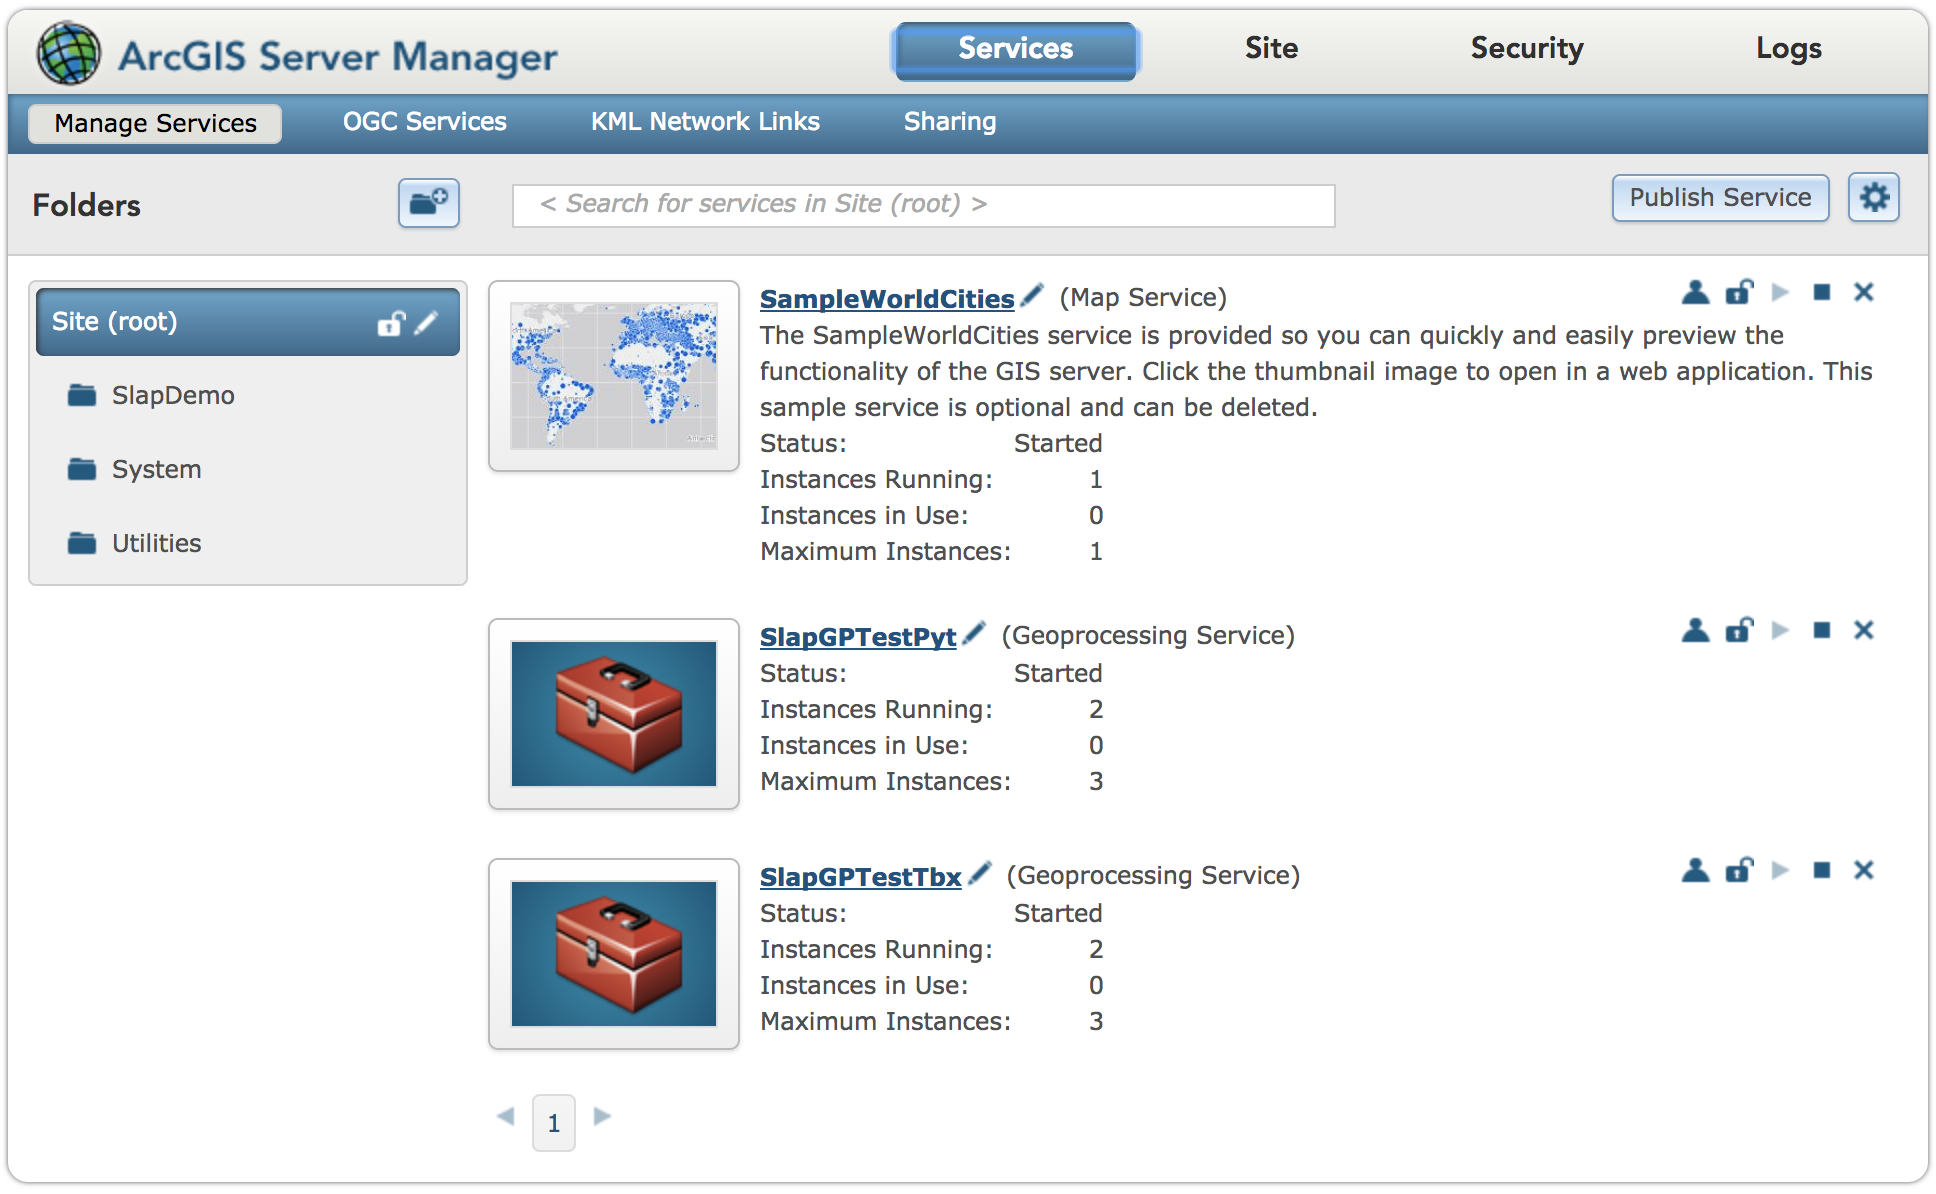 ArcGIS Server Manager
Services
Site
Security
Logs
Manage Services
OGC Services
KML Network Links
Sharing
Folders
< Search for services in Site (root) >
Publish Service
Site (root)
SlapDemo
System
Utilities
SampleWorldCities (Map Service)
The SampleWorldCities service is provided so you can quickly and easily preview the
functionality of the GIS server. Click the thumbnail image to open in a web application. This
sample service is optional and can be deleted.
Status: Started
Instances Running: 1
Instances in Use: 0
Maximum Instances: 1
SlapGPTestPyt (Geoprocessing Service)
Status: Started
Instances Running: 2
Instances in Use: 0
Maximum Instances: 3
SlapGPTestTbx (Geoprocessing Service)
Status: Started
Instances Running: 2
Instances in Use: 0
Maximum Instances: 3
1